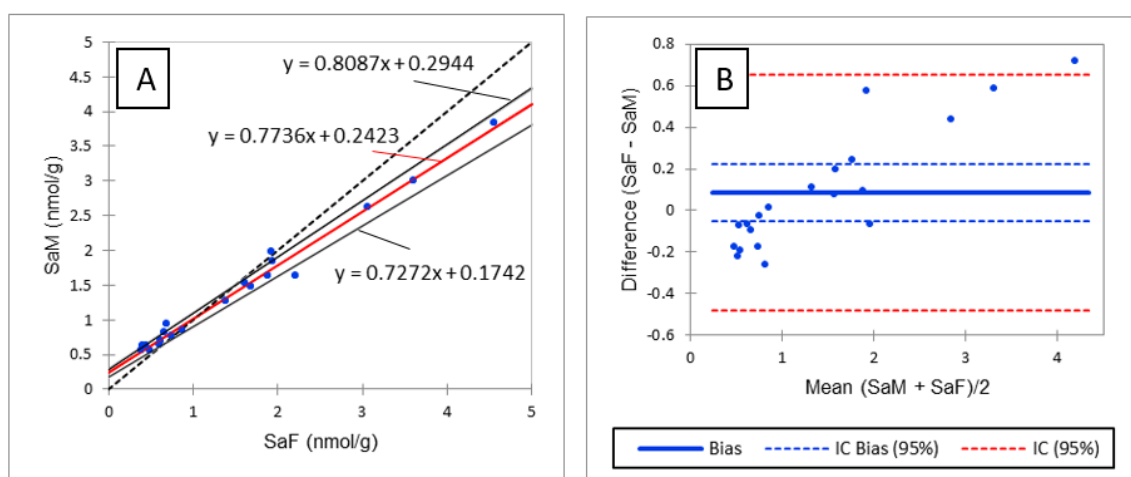 A
5
4.5
4
3.5
3
2.5
2
1.5
1
0.5
0
SaM (nmol/g)
y = 0.8087x + 0.2944
y = 0.7736x + 0.2423
y = 0.7272x + 0.1742
0 1 2 3 4 5
SaF (nmol/g)
B
0.8
0.6
0.4
0.2
0
-0.2
-0.4
-0.6
Difference (SaF - SaM)
0 1 2 3 4
Mean (SaM + SaF)/2
Bias IC Bias (95%) IC (95%)